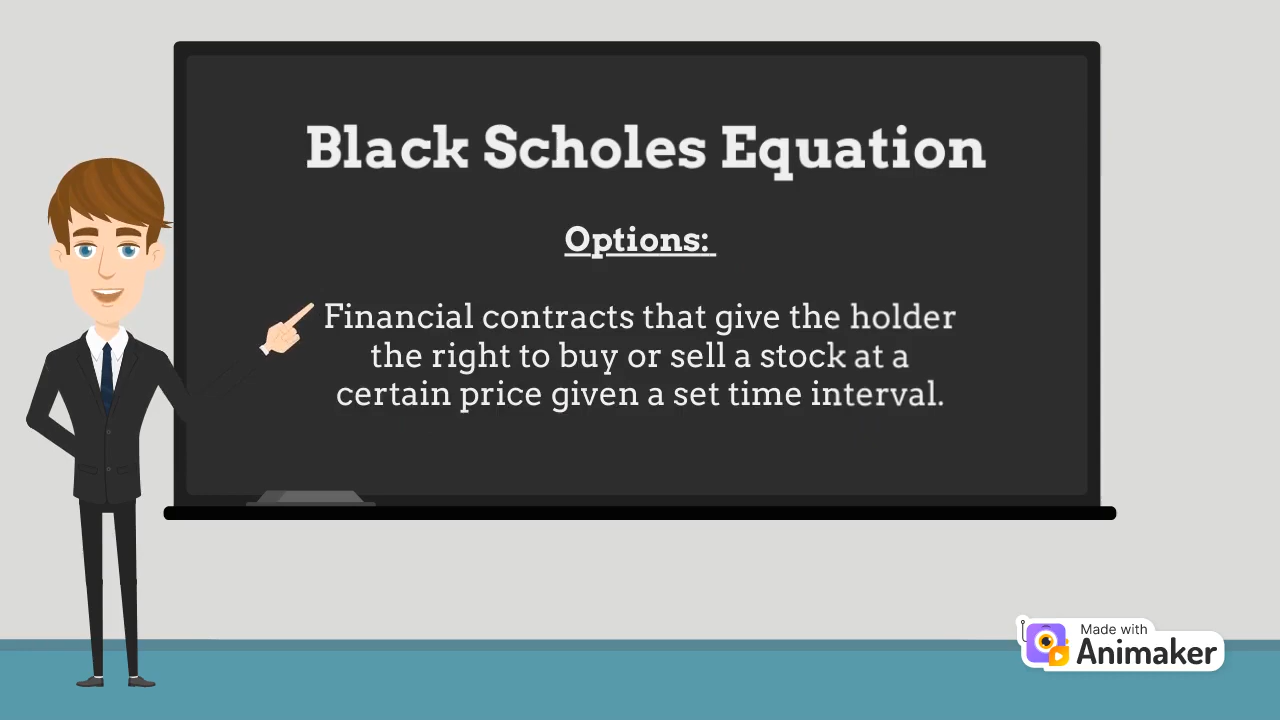 Black Scholes Equation
Options:
Financial contracts that give the holder
the right to buy or sell a stock at a
certain price given a set time interval.
Made with
Animaker